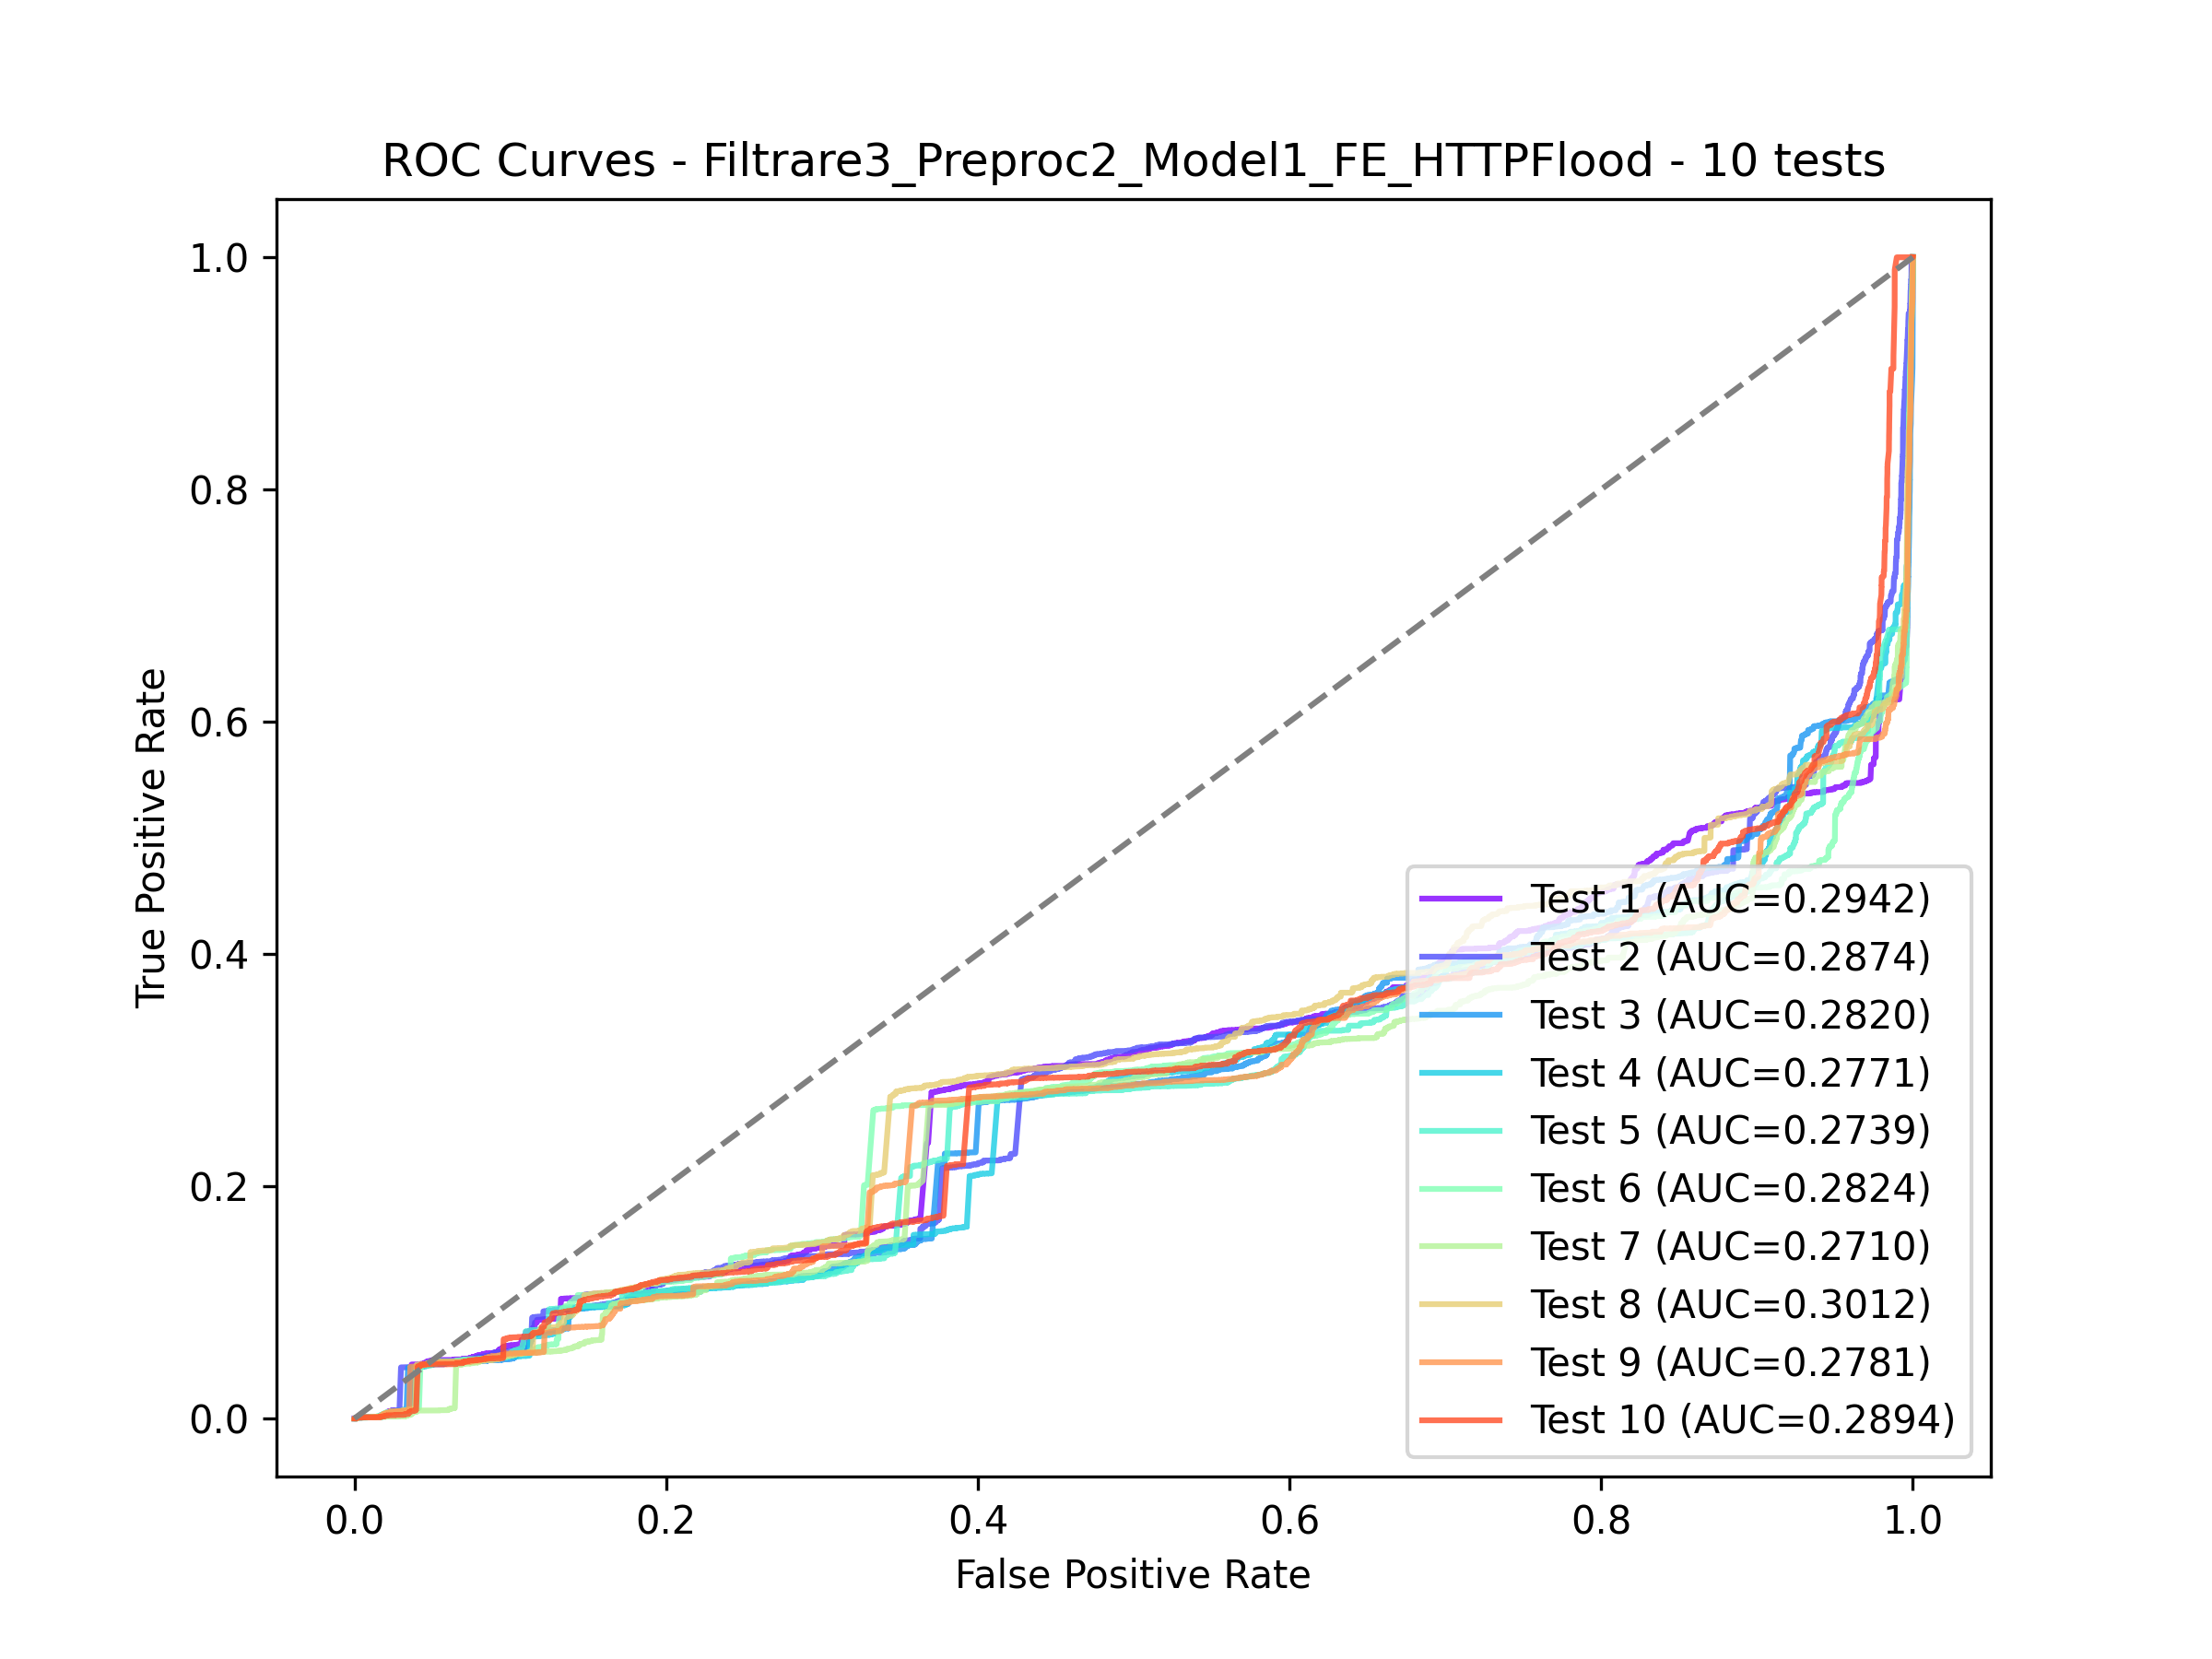 ROC Curves - Filtrare3_Preproc2_Model1_FE_HTTPFlood - 10 tests
True Positive Rate
1.0
0.8
0.6
0.4
0.2
0.0
Test 1 (AUC=0.2942)
Test 2 (AUC=0.2874)
Test 3 (AUC=0.2820)
Test 4 (AUC=0.2771)
Test 5 (AUC=0.2739)
Test 6 (AUC=0.2824)
Test 7 (AUC=0.2710)
Test 8 (AUC=0.3012)
Test 9 (AUC=0.2781)
Test 10 (AUC=0.2894)
0.0 0.2 0.4 0.6 0.8 1.0
False Positive Rate